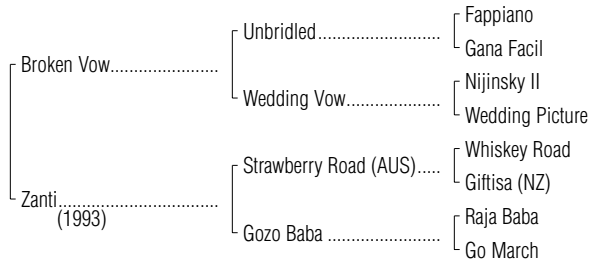 Fappiano
Unbridled....................
Gana Facil
Broken Vow.......................
Nijinsky II
Wedding Vow...................
Wedding Picture
Whiskey Road
Strawberry Road (AUS).....
Giftisa (NZ)
Zanti.................................
(1993)
Raja Baba
Gozo Baba .......................
Go March